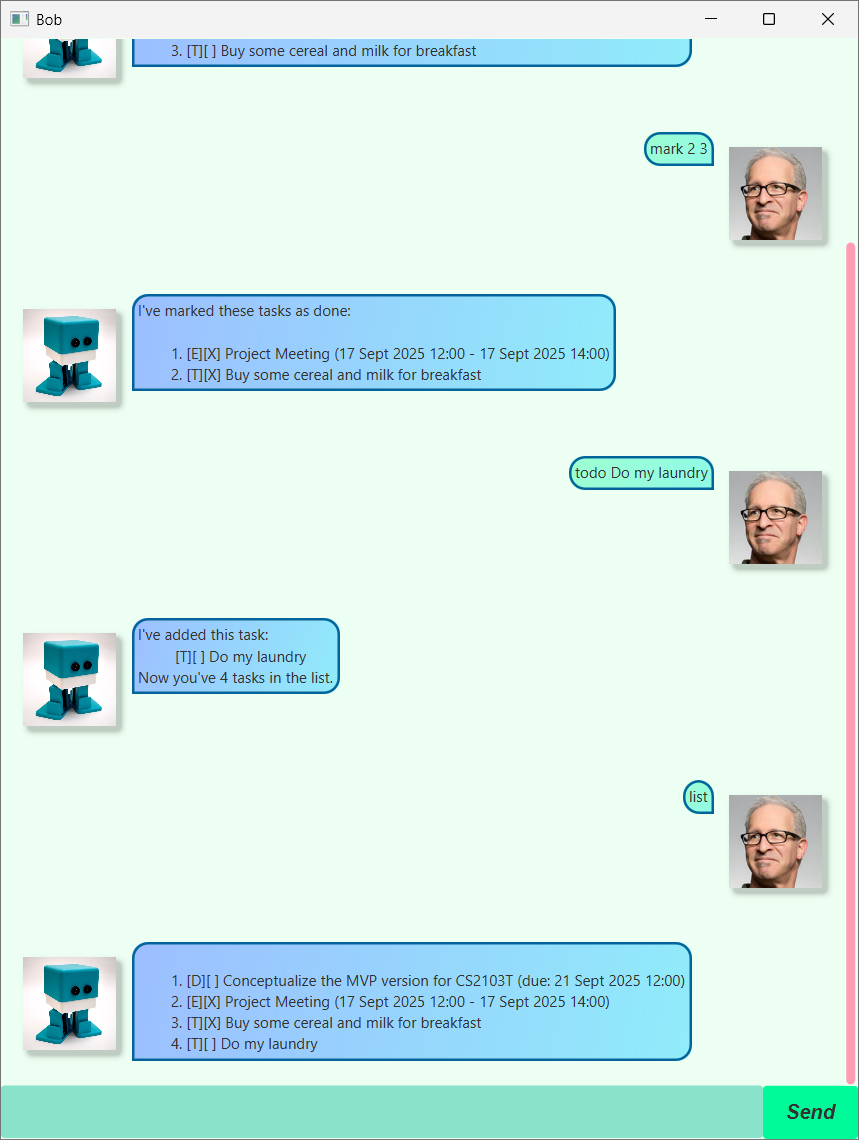 Bob
3. [T][ ] Buy some cereal and milk for breakfast
mark 2 3
I've marked these tasks as done:
1. [E][X] Project Meeting (17 Sept 2025 12:00 - 17 Sept 2025 14:00)
2. [T][X] Buy some cereal and milk for breakfast
todo Do my laundry
I've added this task:
[T][ ] Do my laundry
Now you've 4 tasks in the list.
list
1. [D][ ] Conceptualize the MVP version for CS2103T (due: 21 Sept 2025 12:00)
2. [E][X] Project Meeting (17 Sept 2025 12:00 - 17 Sept 2025 14:00)
3. [T][X] Buy some cereal and milk for breakfast
4. [T][ ] Do my laundry
Send